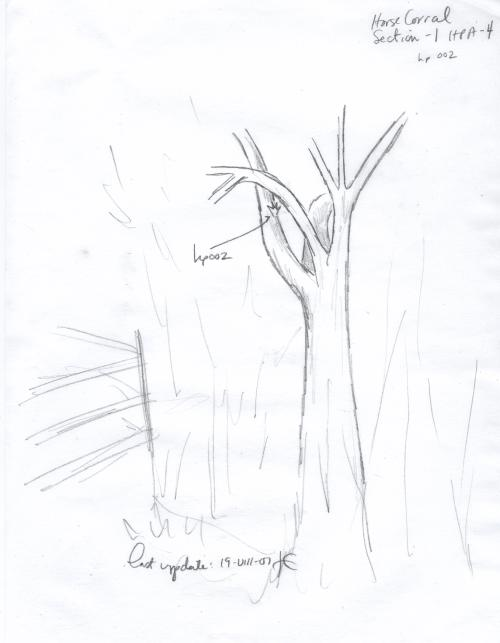 Horse Corral
Section -1 HPA-4
hp 002
hp002
Last update: 19-VIII-07